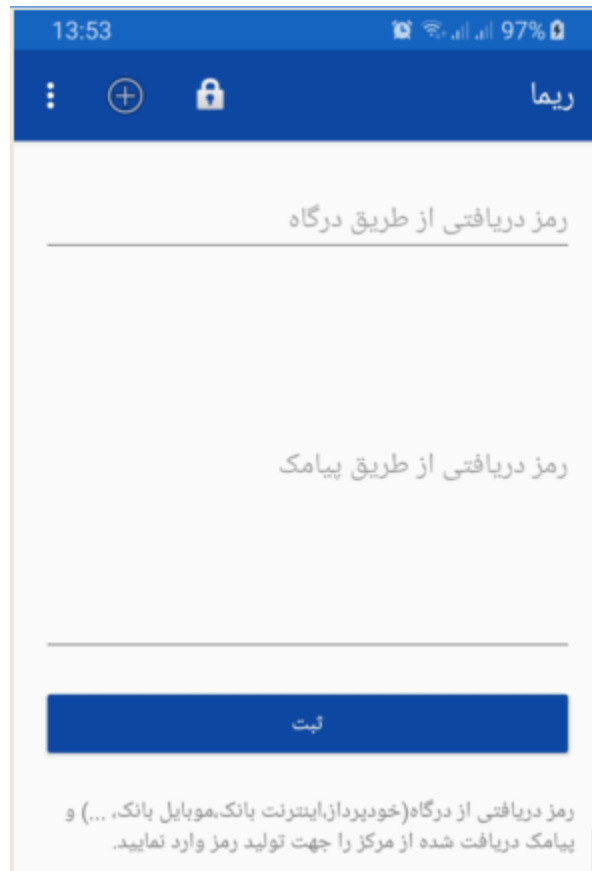 13:53 97%
ریما
رمز دریافتی از طریق درگاه
رمز دریافتی از طریق پیامک
ثبت
رمز دریافتی از درگاه(خودپرداز،اینترنت بانک،موبایل بانک، ...) و
پیامک دریافت شده از مرکز را جهت تولید رمز وارد نمایید.